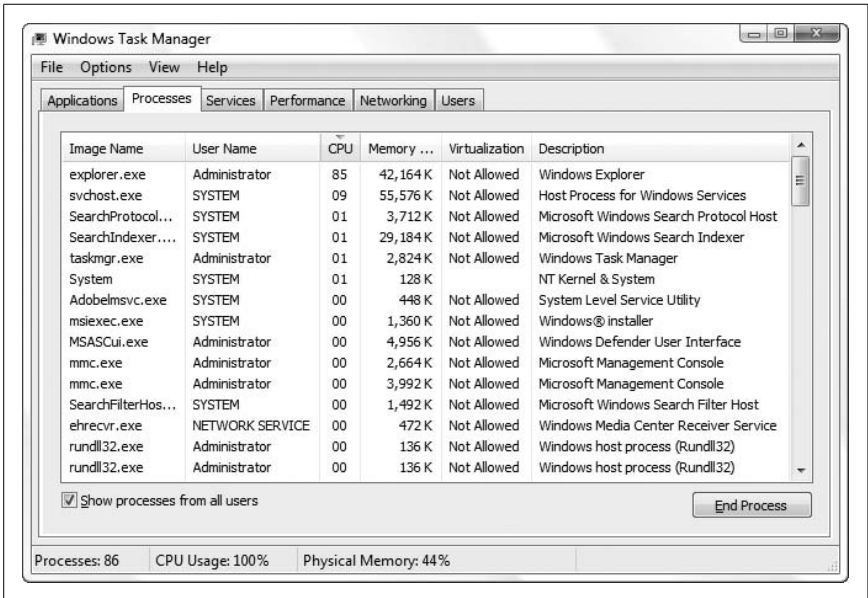 Windows Task Manager
File Options View Help
Applications Processes Services Performance Networking Users
Image Name User Name CPU Memory ... Virtualization Description
explorer.exe Administrator 85 42,164 K Not Allowed Windows Explorer
svchost.exe SYSTEM 09 55,576 K Not Allowed Host Process for Windows Services
SearchProtocol... SYSTEM 01 3,712 K Not Allowed Microsoft Windows Search Protocol Host
SearchIndexer.... SYSTEM 01 29,184 K Not Allowed Microsoft Windows Search Indexer
taskmgr.exe Administrator 01 2,824 K Not Allowed Windows Task Manager
System SYSTEM 01 128 K NT Kernel & System
Adobelmsvc.exe SYSTEM 00 448 K Not Allowed System Level Service Utility
msiexec.exe SYSTEM 00 1,360 K Not Allowed Windows® installer
MSASCui.exe Administrator 00 4,956 K Not Allowed Windows Defender User Interface
mmc.exe Administrator 00 2,664 K Not Allowed Microsoft Management Console
mmc.exe Administrator 00 3,992 K Not Allowed Microsoft Management Console
SearchFilterHos... SYSTEM 00 1,492 K Not Allowed Microsoft Windows Search Filter Host
ehrecvr.exe NETWORK SERVICE 00 472 K Not Allowed Windows Media Center Receiver Service
rundll32.exe Administrator 00 136 K Not Allowed Windows host process (Rundll32)
rundll32.exe Administrator 00 136 K Not Allowed Windows host process (Rundll32)
Show processes from all users
End Process
Processes: 86 CPU Usage: 100% Physical Memory: 44%